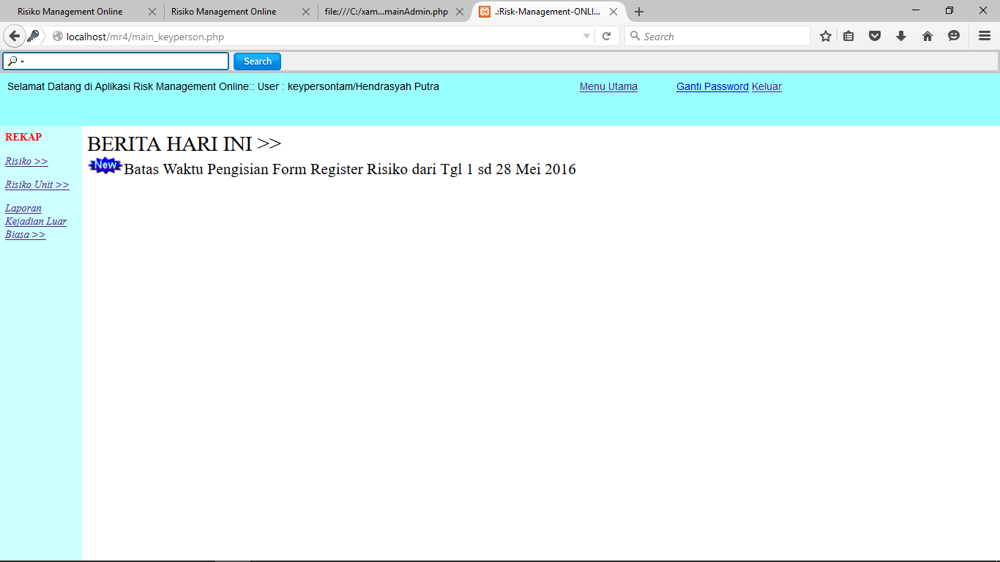 Risiko Management Online
Risiko Management Online
file:///C:/xam...mainAdmin.php
.:Risk-Management-ONLI...
localhost/mr4/main_keyperson.php
Search
Search
Selamat Datang di Aplikasi Risk Management Online:: User : keypersontam/Hendrasyah Putra
Menu Utama
Ganti Password Keluar
REKAP
Risiko >>
Risiko Unit >>
Laporan
Kejadian Luar
Biasa >>
BERITA HARI INI >>
New Batas Waktu Pengisian Form Register Risiko dari Tgl 1 sd 28 Mei 2016